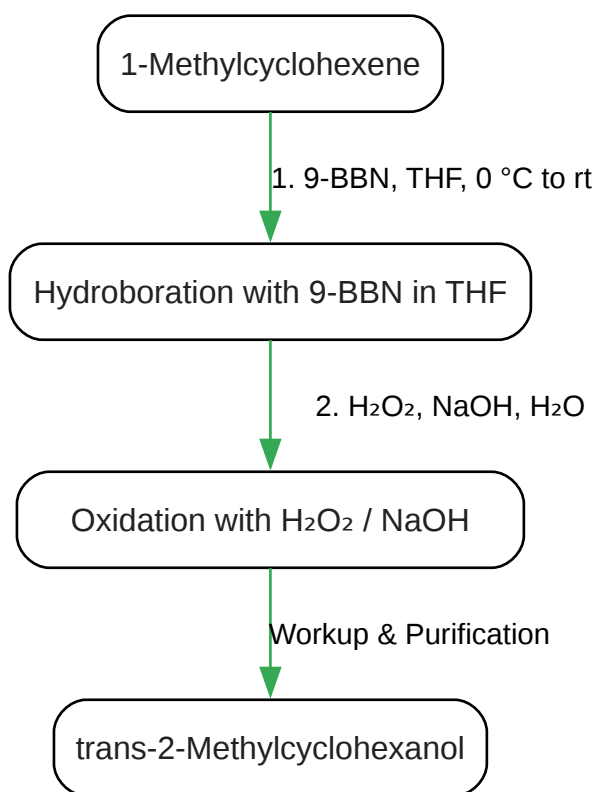 1-Methylcyclohexene
1. 9-BBN, THF, 0 °C to rt
Hydroboration with 9-BBN in THF
2. H₂O₂, NaOH, H₂O
Oxidation with H₂O₂ / NaOH
Workup & Purification
trans-2-Methylcyclohexanol